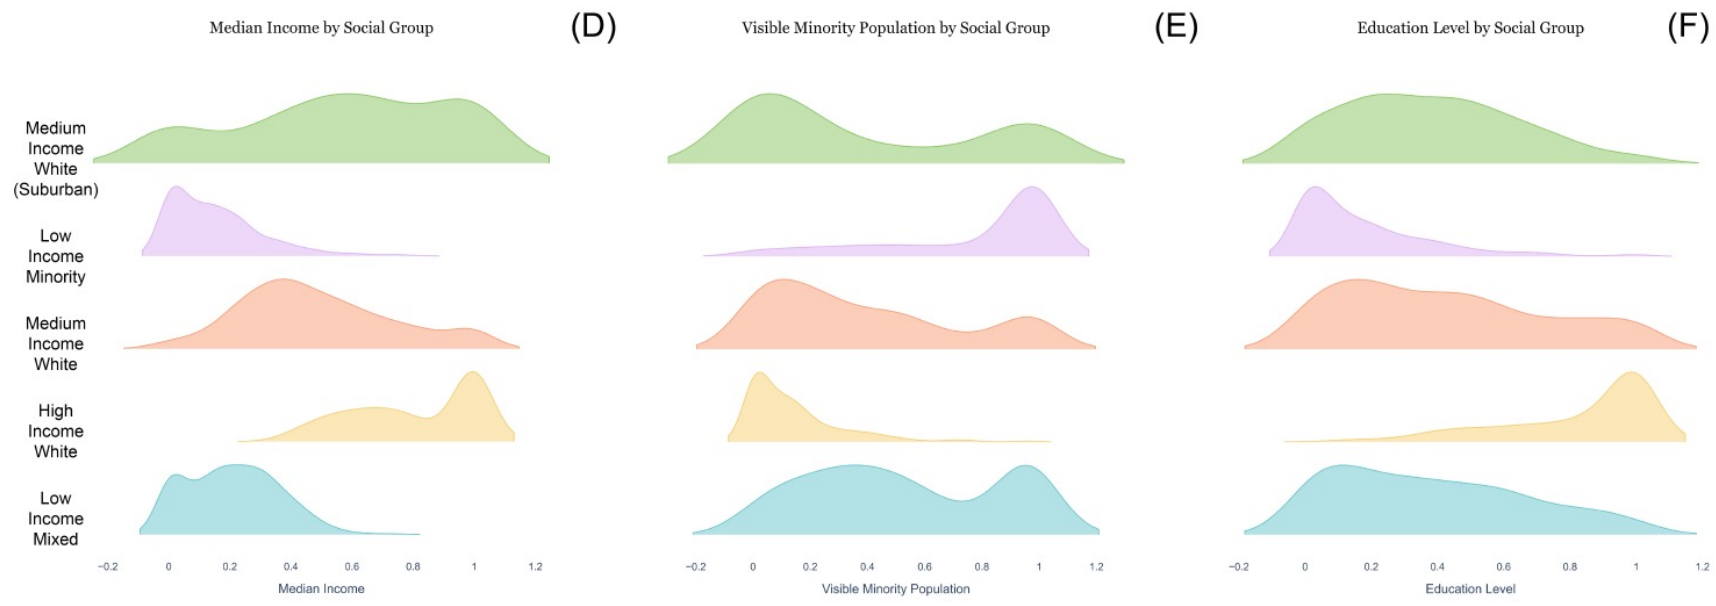 Median Income by Social Group
(D)
Visible Minority Population by Social Group
(E)
Education Level by Social Group
(F)
Medium
Income
White
(Suburban)
Low
Income
Minority
Medium
Income
White
High
Income
White
Low
Income
Mixed
−0.2 0 0.2 0.4 0.6 0.8 1 1.2
Median Income
−0.2 0 0.2 0.4 0.6 0.8 1 1.2
Visible Minority Population
−0.2 0 0.2 0.4 0.6 0.8 1 1.2
Education Level